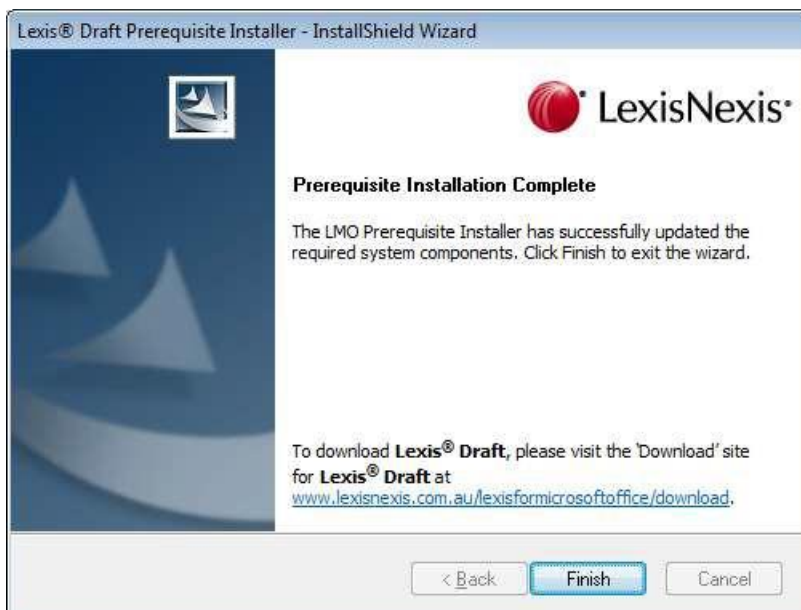 Lexis® Draft Prerequisite Installer - InstallShield Wizard
LexisNexis®
Prerequisite Installation Complete
The LMO Prerequisite Installer has successfully updated the
required system components. Click Finish to exit the wizard.
To download Lexis® Draft, please visit the 'Download' site
for Lexis® Draft at
www.lexisnexis.com.au/lexisformicrosoftoffice/download.
< Back
Finish
Cancel